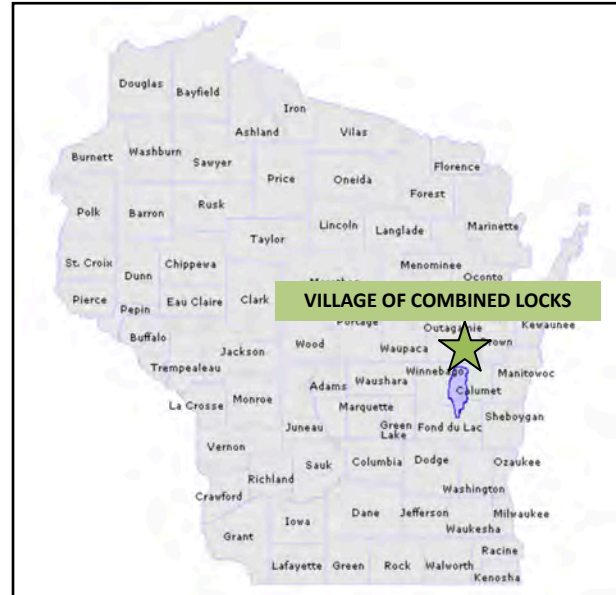 Douglas
Bayfield
Iron
Ashland
Vilas
Burnett
Washburn
Sawyer
Florence
Price
Oneida
Forest
Polk
Barron
Rusk
Lincoln
Langlade
Marinette
Taylor
St. Croix
Dunn
Chippewa
Menominee
Oconto
Pierce
Pepin
Eau Claire
Clark
VILLAGE OF COMBINED LOCKS
Portage
Outagamie
Kewaunee
Buffalo
Jackson
Wood
Waupaca
Trempealeau
Adams
Waushara
Winnebago
Calumet
Manitowoc
La Crosse
Monroe
Juneau
Marquette
Green
Lake
Fond du Lac
Sheboygan
Vernon
Richland
Sauk
Columbia
Dodge
Ozaukee
Crawford
Washington
Grant
Iowa
Dane
Jefferson
Milwaukee
Waukesha
Lafayette
Green
Rock
Walworth
Racine
Kenosha